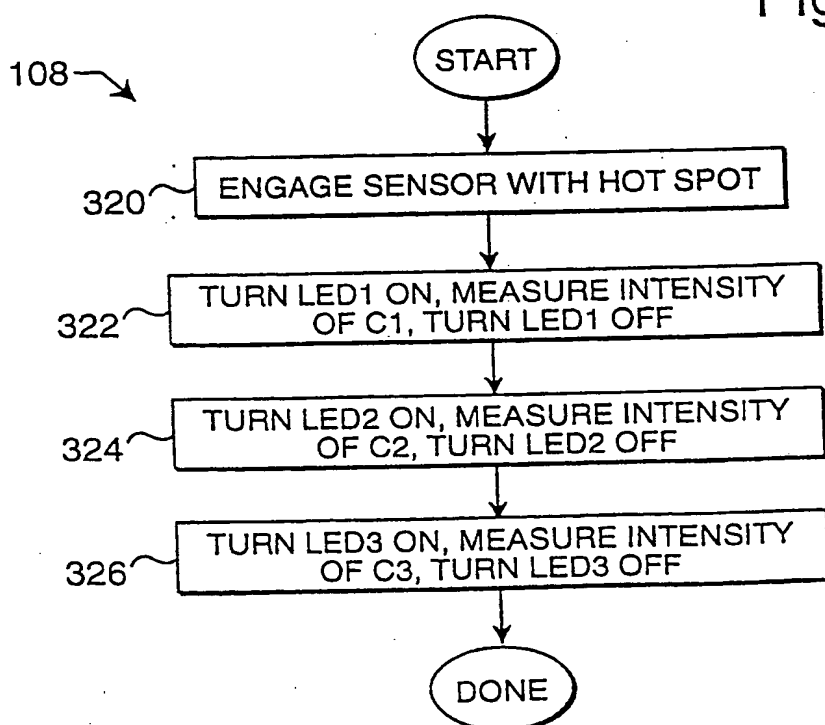 START
108
ENGAGE SENSOR WITH HOT SPOT
320
TURN LED1 ON, MEASURE INTENSITY
OF C1, TURN LED1 OFF
322
TURN LED2 ON, MEASURE INTENSITY
OF C2, TURN LED2 OFF
324
TURN LED3 ON, MEASURE INTENSITY
OF C3, TURN LED3 OFF
326
DONE